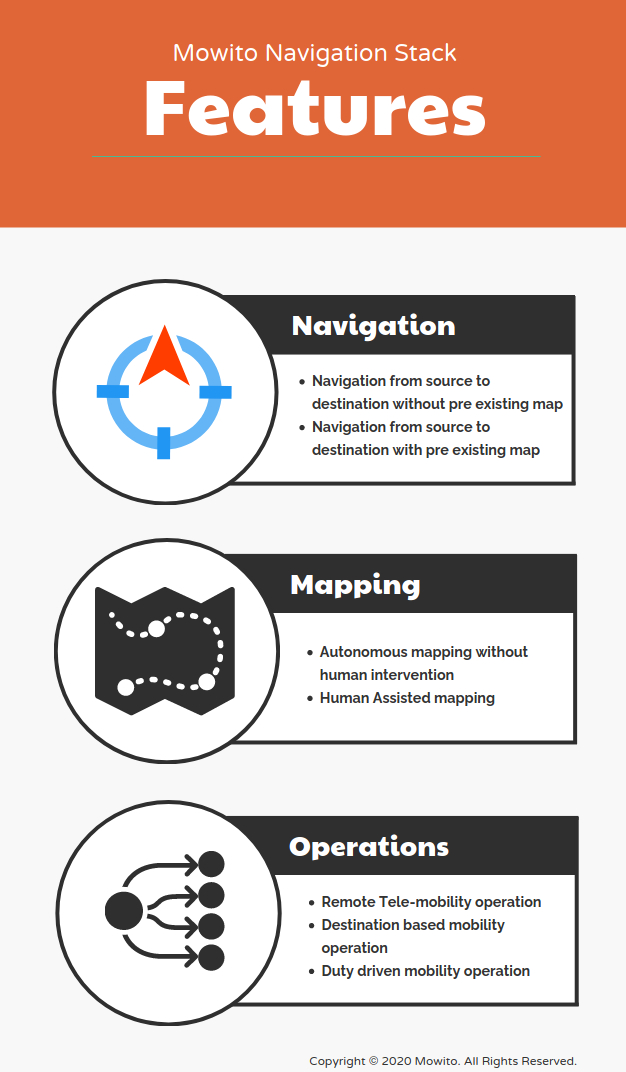 Mowito Navigation Stack
Features
Navigation
• Navigation from source to
destination without pre existing map
• Navigation from source to
destination with pre existing map
Mapping
• Autonomous mapping without
human intervention
• Human Assisted mapping
Operations
• Remote Tele-mobility operation
• Destination based mobility
operation
• Duty driven mobility operation
Copyright © 2020 Mowito. All Rights Reserved.